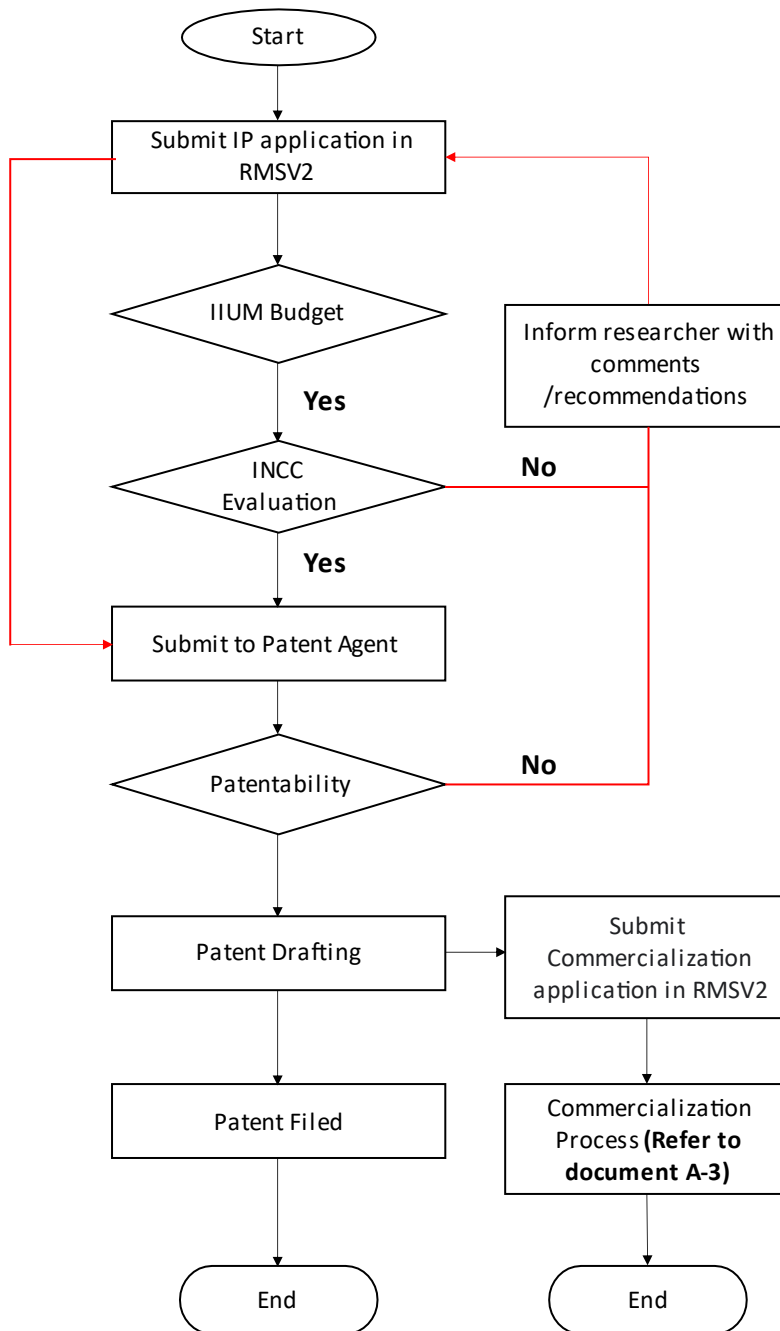 Start
Submit IP application in
RMSV2
IIUM Budget
Inform researcher with
comments
/recommendations
Yes
INCC
Evaluation
No
Yes
Submit to Patent Agent
Patentability
No
Patent Drafting
Submit
Commercialization
application in RMSV2
Patent Filed
Commercialization
Process (Refer to
document A-3)
End
End